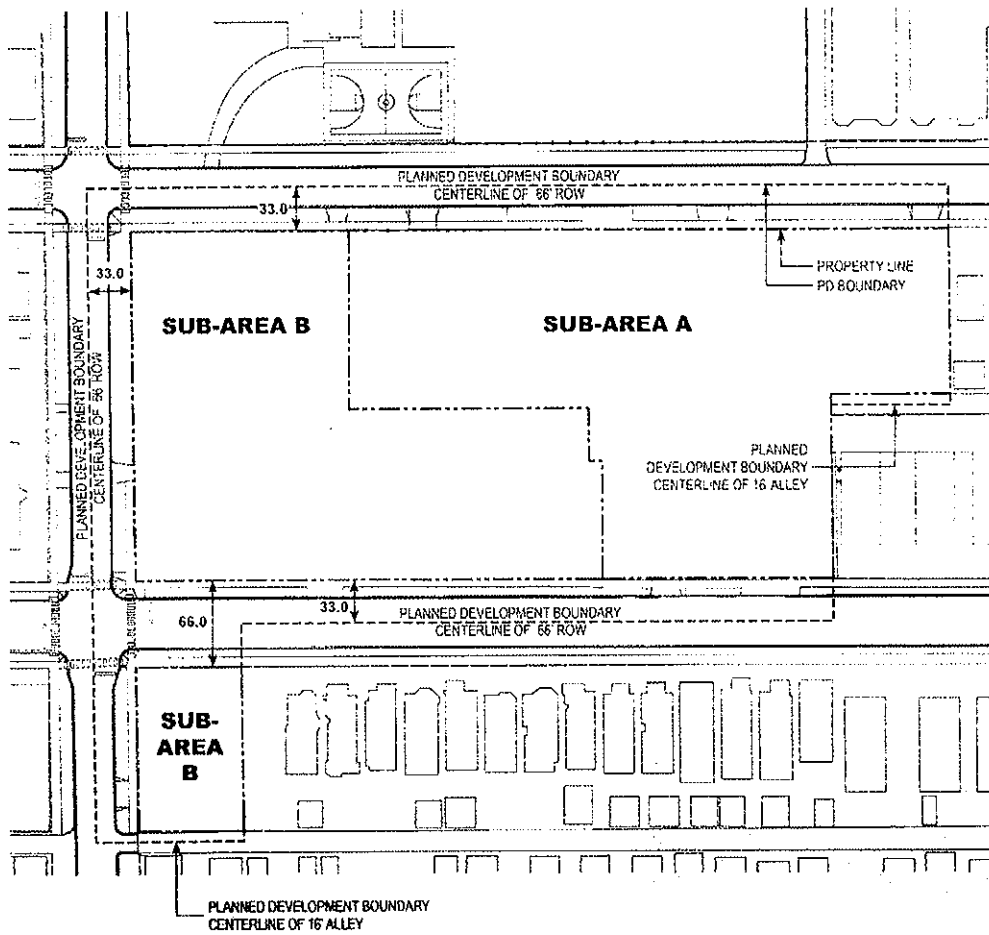 PLANNED DEVELOPMENT BOUNDARY
CENTERLINE OF 66' ROW
33.0
33.0
PROPERTY LINE
PD BOUNDARY
SUB-AREA B
SUB-AREA A
PLANNED DEVELOPMENT BOUNDARY
CENTERLINE OF 66' ROW
PLANNED
DEVELOPMENT BOUNDARY
CENTERLINE OF 16' ALLEY
66.0
33.0
PLANNED DEVELOPMENT BOUNDARY
CENTERLINE OF 66' ROW
SUB-
AREA
B
PLANNED DEVELOPMENT BOUNDARY
CENTERLINE OF 16' ALLEY